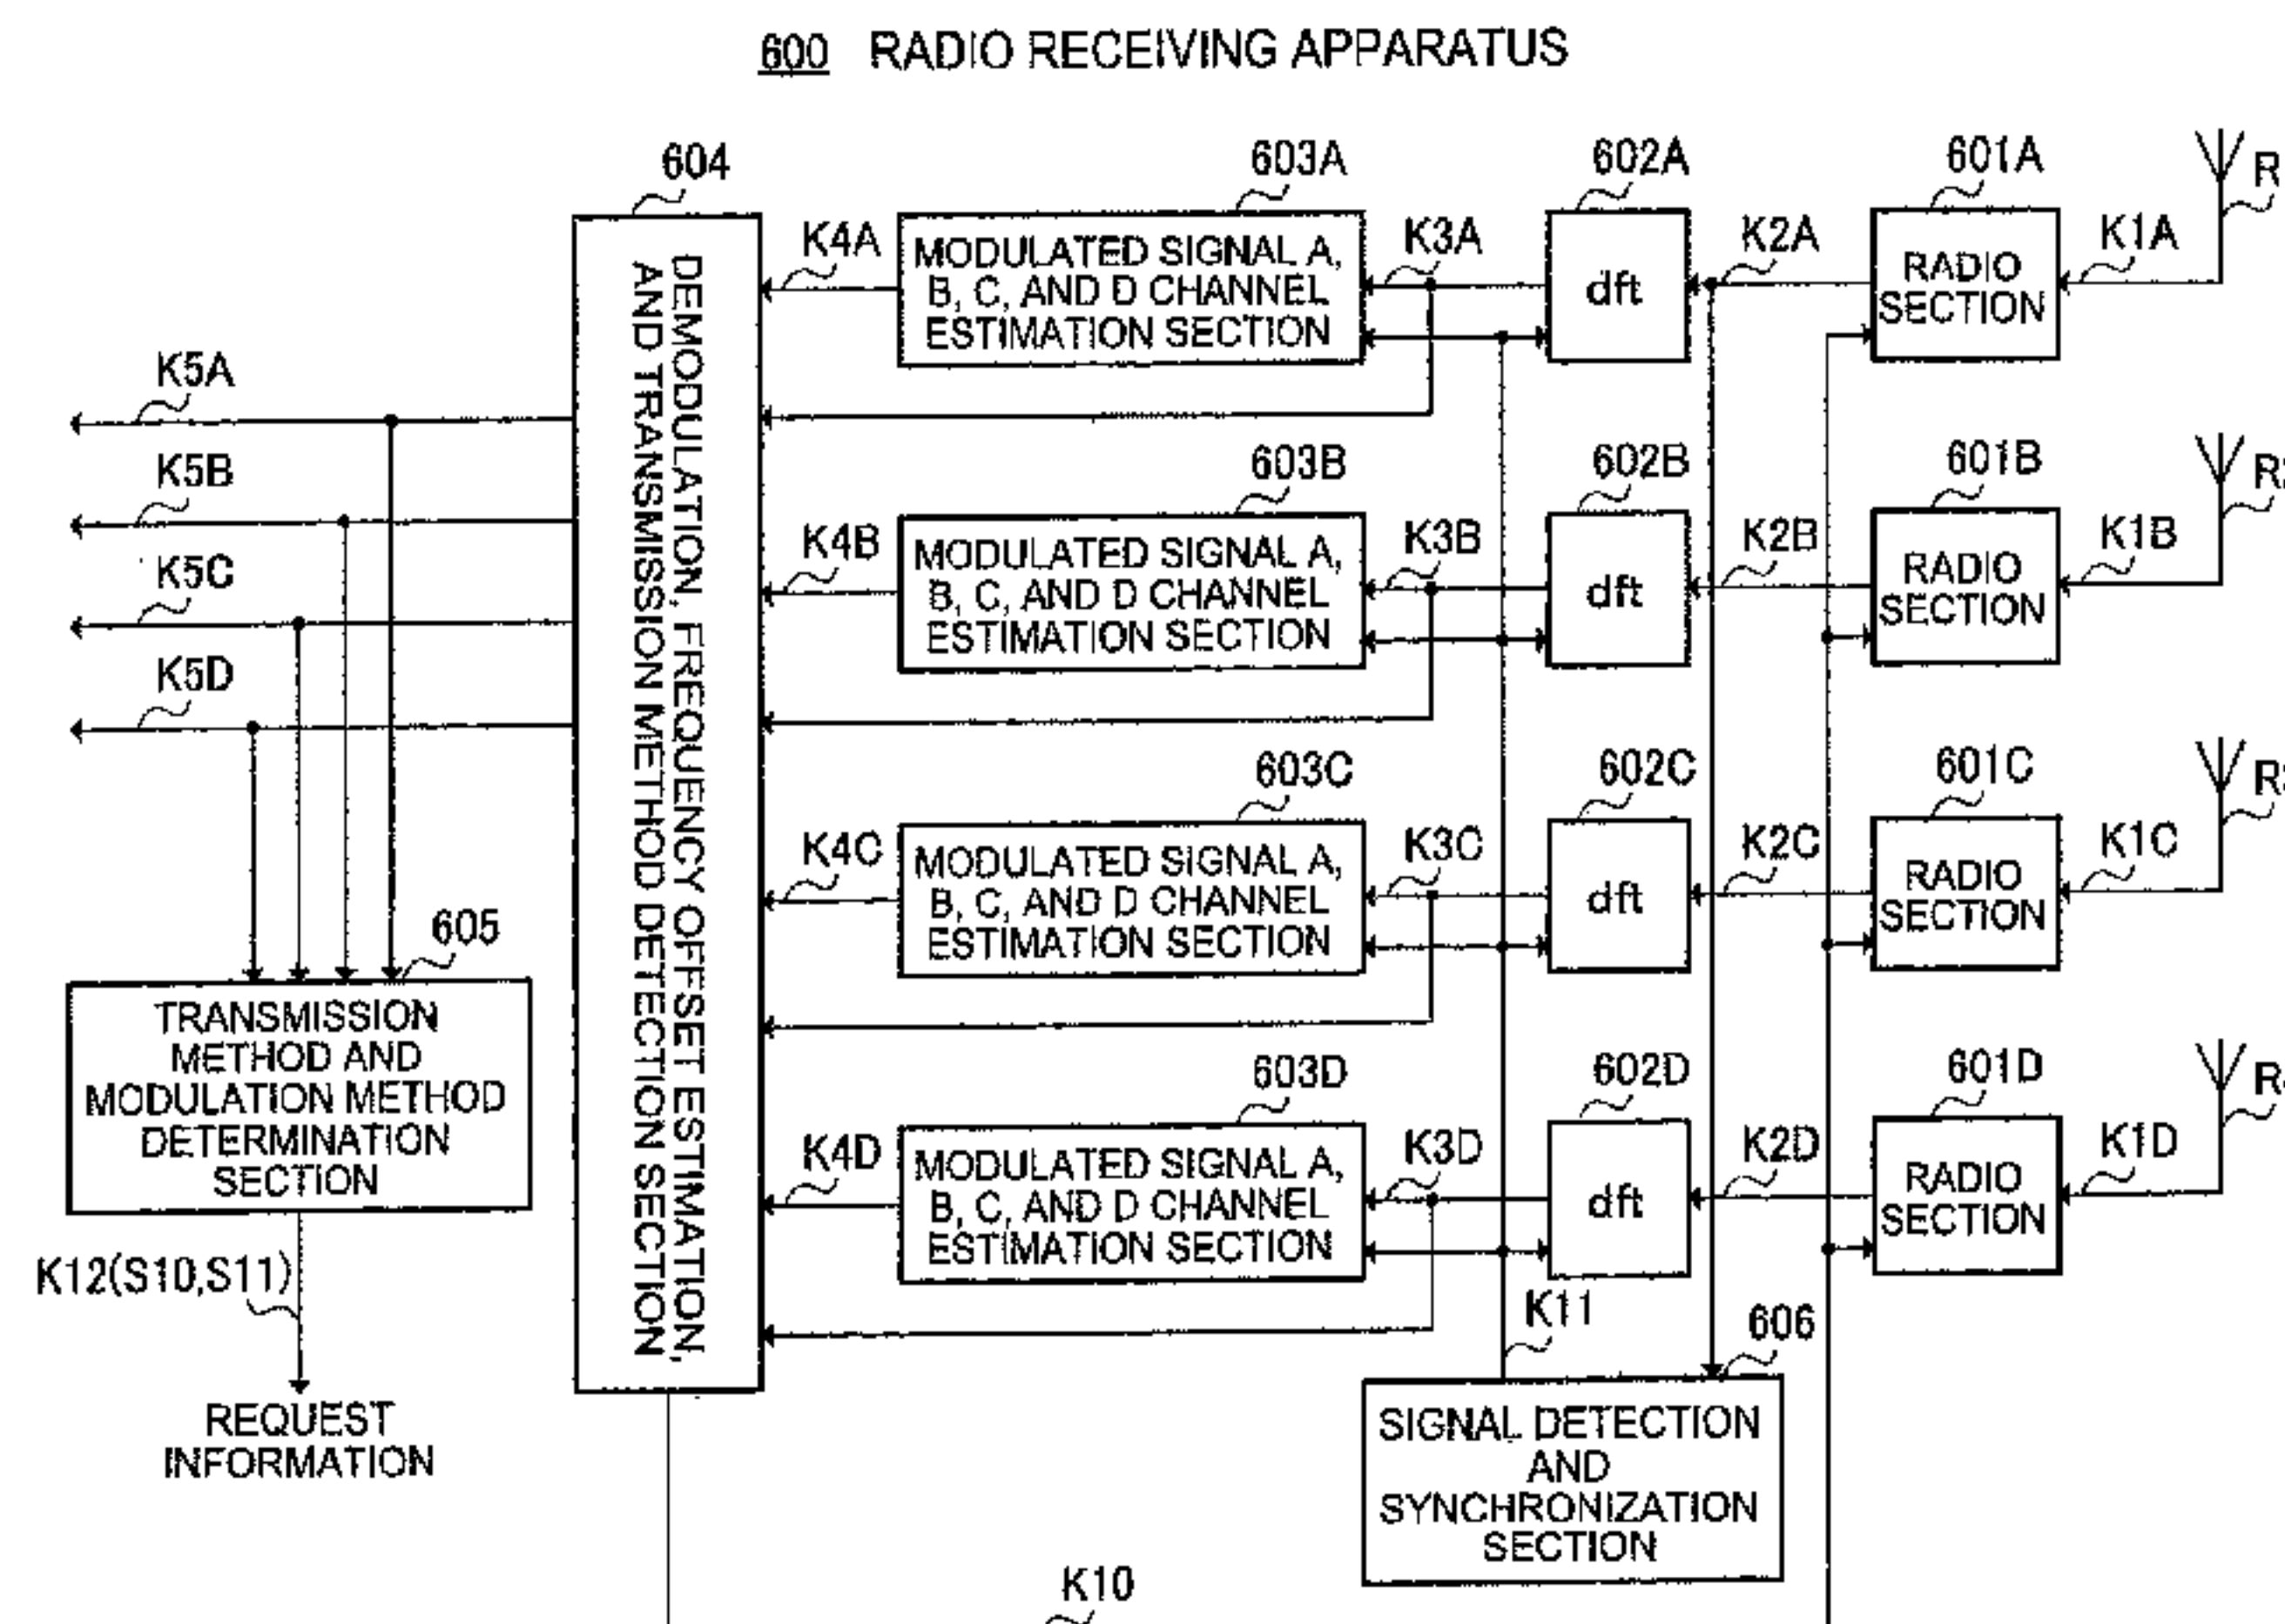 600 RADIO RECEIVING APPARATUS
604
603A
602A
601A
R
K4A
MODULATED SIGNAL A,
B, C, AND D CHANNEL
ESTIMATION SECTION
K3A
dft
K2A
RADIO
SECTION
K1A
DEMODULATION, FREQUENCY OFFSET ESTIMATION,
AND TRANSMISSION METHOD DETECTION SECTION
K5A
K5B
K5C
K5D
603B
602B
601B
K4B
MODULATED SIGNAL A,
B, C, AND D CHANNEL
ESTIMATION SECTION
K3B
dft
K2B
RADIO
SECTION
K1B
R2
603C
602C
601C
K4C
MODULATED SIGNAL A,
B, C, AND D CHANNEL
ESTIMATION SECTION
K3C
dft
K2C
RADIO
SECTION
K1C
603D
602D
601D
K4D
MODULATED SIGNAL A,
B, C, AND D CHANNEL
ESTIMATION SECTION
K3D
dft
K2D
RADIO
SECTION
K1D
605
TRANSMISSION
METHOD AND
MODULATION METHOD
DETERMINATION
SECTION
K12(S10,S11)
REQUEST
INFORMATION
K11
606
SIGNAL DETECTION
AND
SYNCHRONIZATION
SECTION
K10